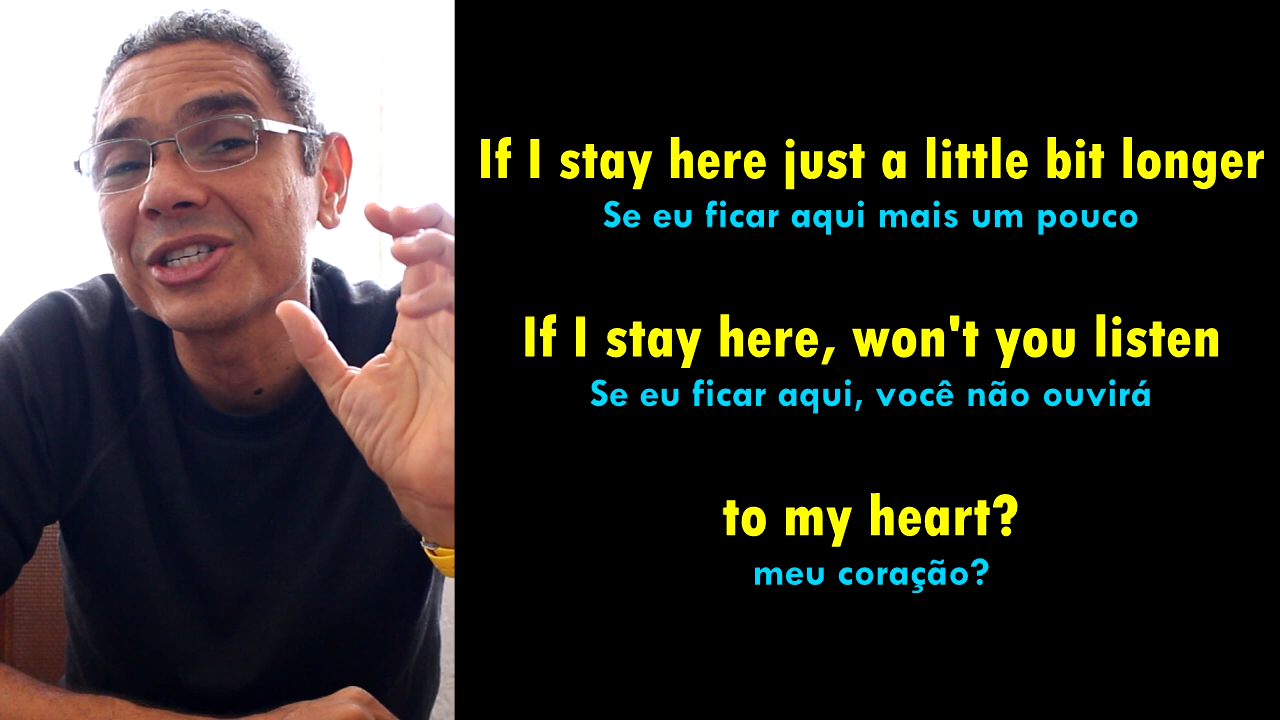 If I stay here just a little bit longer
Se eu ficar aqui mais um pouco
If I stay here, won't you listen
Se eu ficar aqui, você não ouvirá
to my heart?
meu coração?